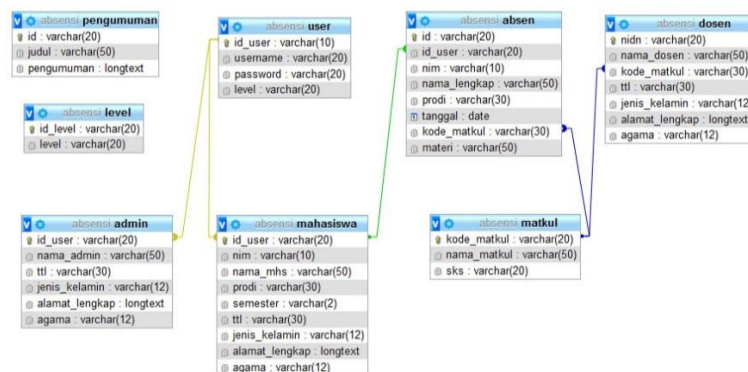 absensi pengumuman
id : varchar(20)
judul : varchar(50)
pengumuman : longtext
absensi level
id_level : varchar(20)
level : varchar(20)
absensi user
id_user : varchar(10)
username : varchar(20)
password : varchar(20)
level : varchar(20)
absensi absen
id : varchar(20)
id_user : varchar(20)
nim : varchar(10)
nama_lengkap : varchar(50)
prodi : varchar(30)
tanggal : date
kode_matkul : varchar(30)
materi : varchar(50)
absensi dosen
nidn : varchar(20)
nama_dosen : varchar(50)
kode_matkul : varchar(30)
ttl : varchar(30)
jenis_kelamin : varchar(12
alamat_lengkap : longtext
agama : varchar(12)
absensi admin
id_user : varchar(20)
nama_admin : varchar(50)
ttl : varchar(30)
jenis_kelamin : varchar(12)
alamat_lengkap : longtext
agama : varchar(12)
absensi mahasiswa
id_user : varchar(20)
nim : varchar(10)
nama_mhs : varchar(50)
prodi : varchar(30)
semester : varchar(2)
ttl : varchar(30)
jenis_kelamin : varchar(12)
alamat_lengkap : longtext
agama : varchar(12)
absensi matkul
kode_matkul : varchar(20)
nama_matkul : varchar(50)
sks : varchar(20)